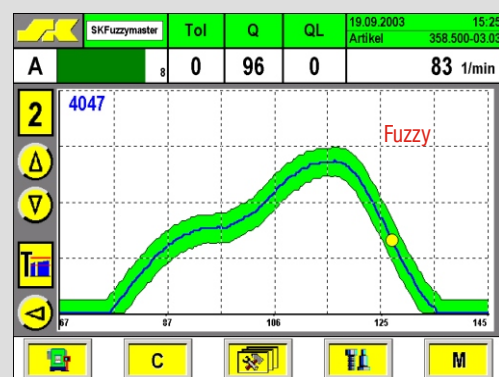 SKFuzzymaster Tol Q QL 19.09.2003 15:25
Artikel 358.500-03.03
A 8 0 96 0 83 1/min
2 4047
Fuzzy
T
67 87 106 125 145
C M